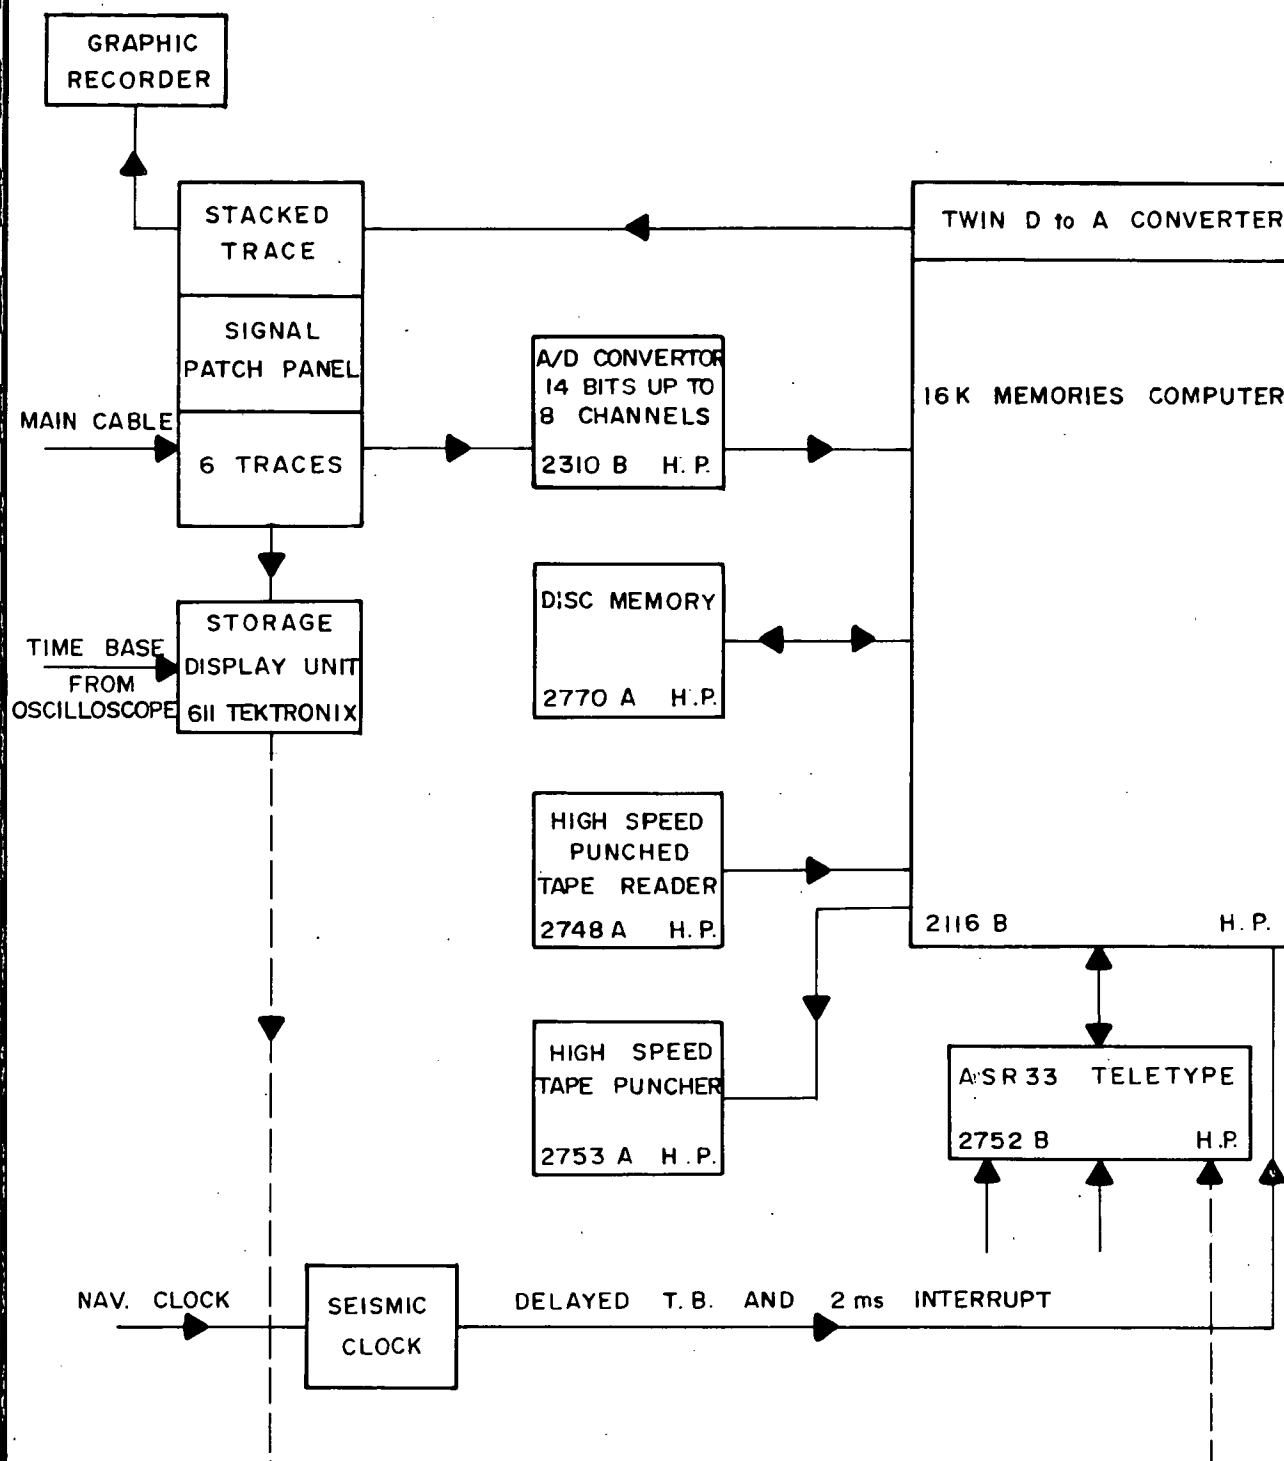 GRAPHIC
RECORDER
STACKED
TRACE
SIGNAL
PATCH PANEL
MAIN CABLE
6 TRACES
TWIN D to A CONVERTER
A/D CONVERTOR
14 BITS UP TO
8 CHANNELS
2310 B H.P.
16K MEMORIES COMPUTER
DISC MEMORY
2770 A H.P.
TIME BASE
FROM
OSCILLOSCOPE
STORAGE
DISPLAY UNIT
611 TEKTRONIX
HIGH SPEED
PUNCHED
TAPE READER
2748 A H.P.
2116 B H.P.
HIGH SPEED
TAPE PUNCHER
2753 A H.P.
ASR33 TELETYPE
2752 B H.P.
NAV. CLOCK
SEISMIC
CLOCK
DELAYED T.B. AND 2 ms INTERRUPT